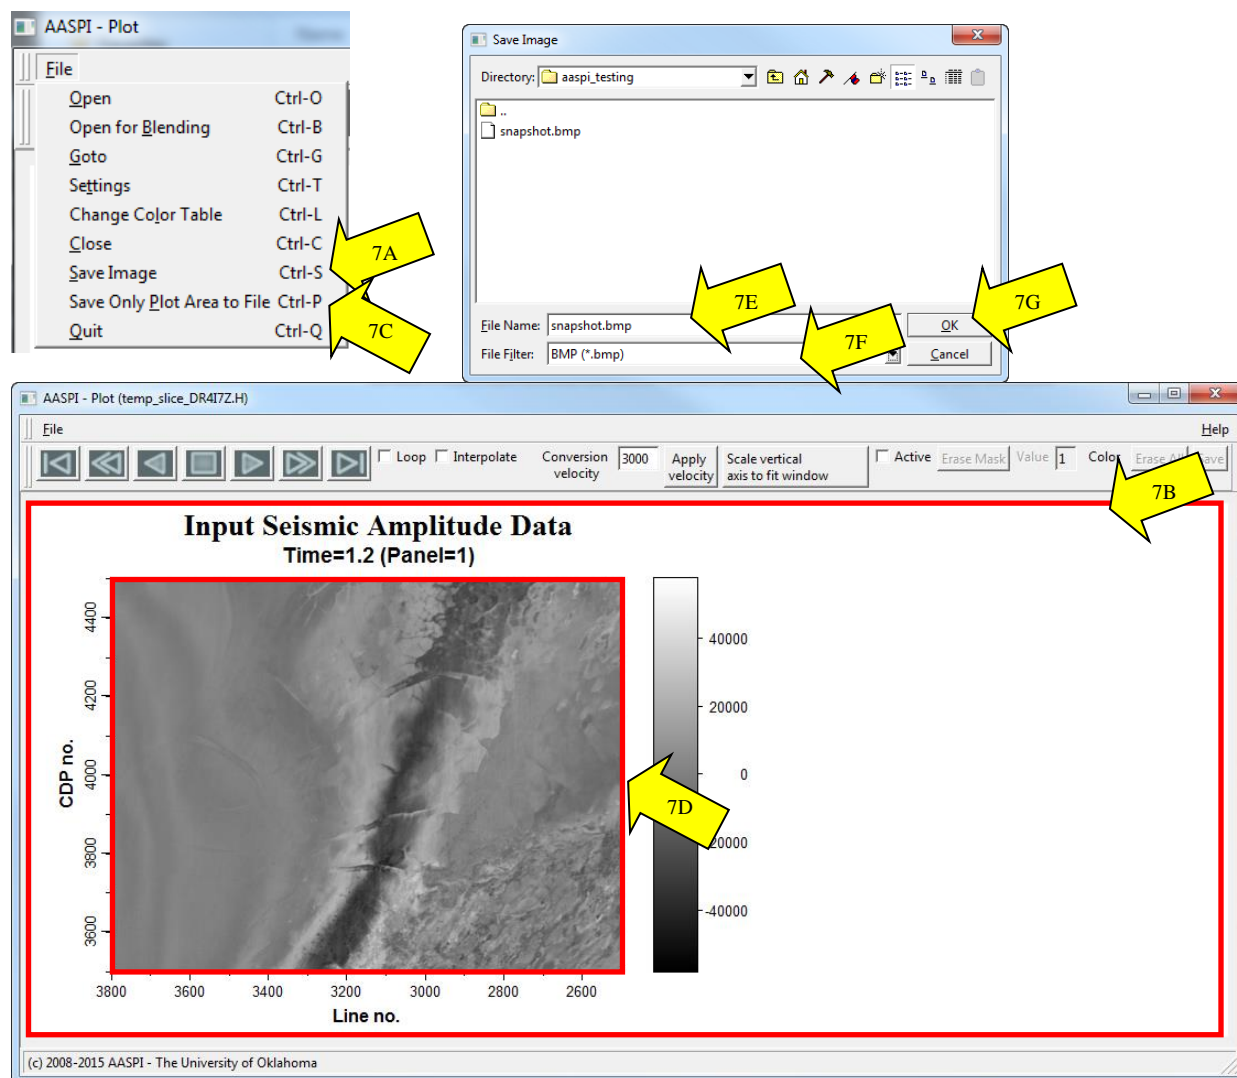 AASPI - Plot
File
Open Ctrl-O
Open for Blending Ctrl-B
Goto Ctrl-G
Settings Ctrl-T
Change Color Table Ctrl-L
Close Ctrl-C
Save Image Ctrl-S
Save Only Plot Area to File Ctrl-P
Quit Ctrl-Q
7A
7C
Save Image
Directory: aaspi_testing
..
snapshot.bmp
File Name: snapshot.bmp OK
File Filter: BMP (*.bmp) Cancel
7E
7F
7G
AASPI - Plot (temp_slice_DR4I7Z.H)
File Help
Loop Interpolate Conversion velocity 3000 Apply velocity Scale vertical axis to fit window Active Erase Mask Value 1 Color Erase All
7B
Input Seismic Amplitude Data
Time=1.2 (Panel=1)
CDP no.
4400
4200
4000
3800
3600
3800 3600 3400 3200 3000 2800 2600
Line no.
40000
20000
0
20000
-40000
7D
(c) 2008-2015 AASPI - The University of Oklahoma